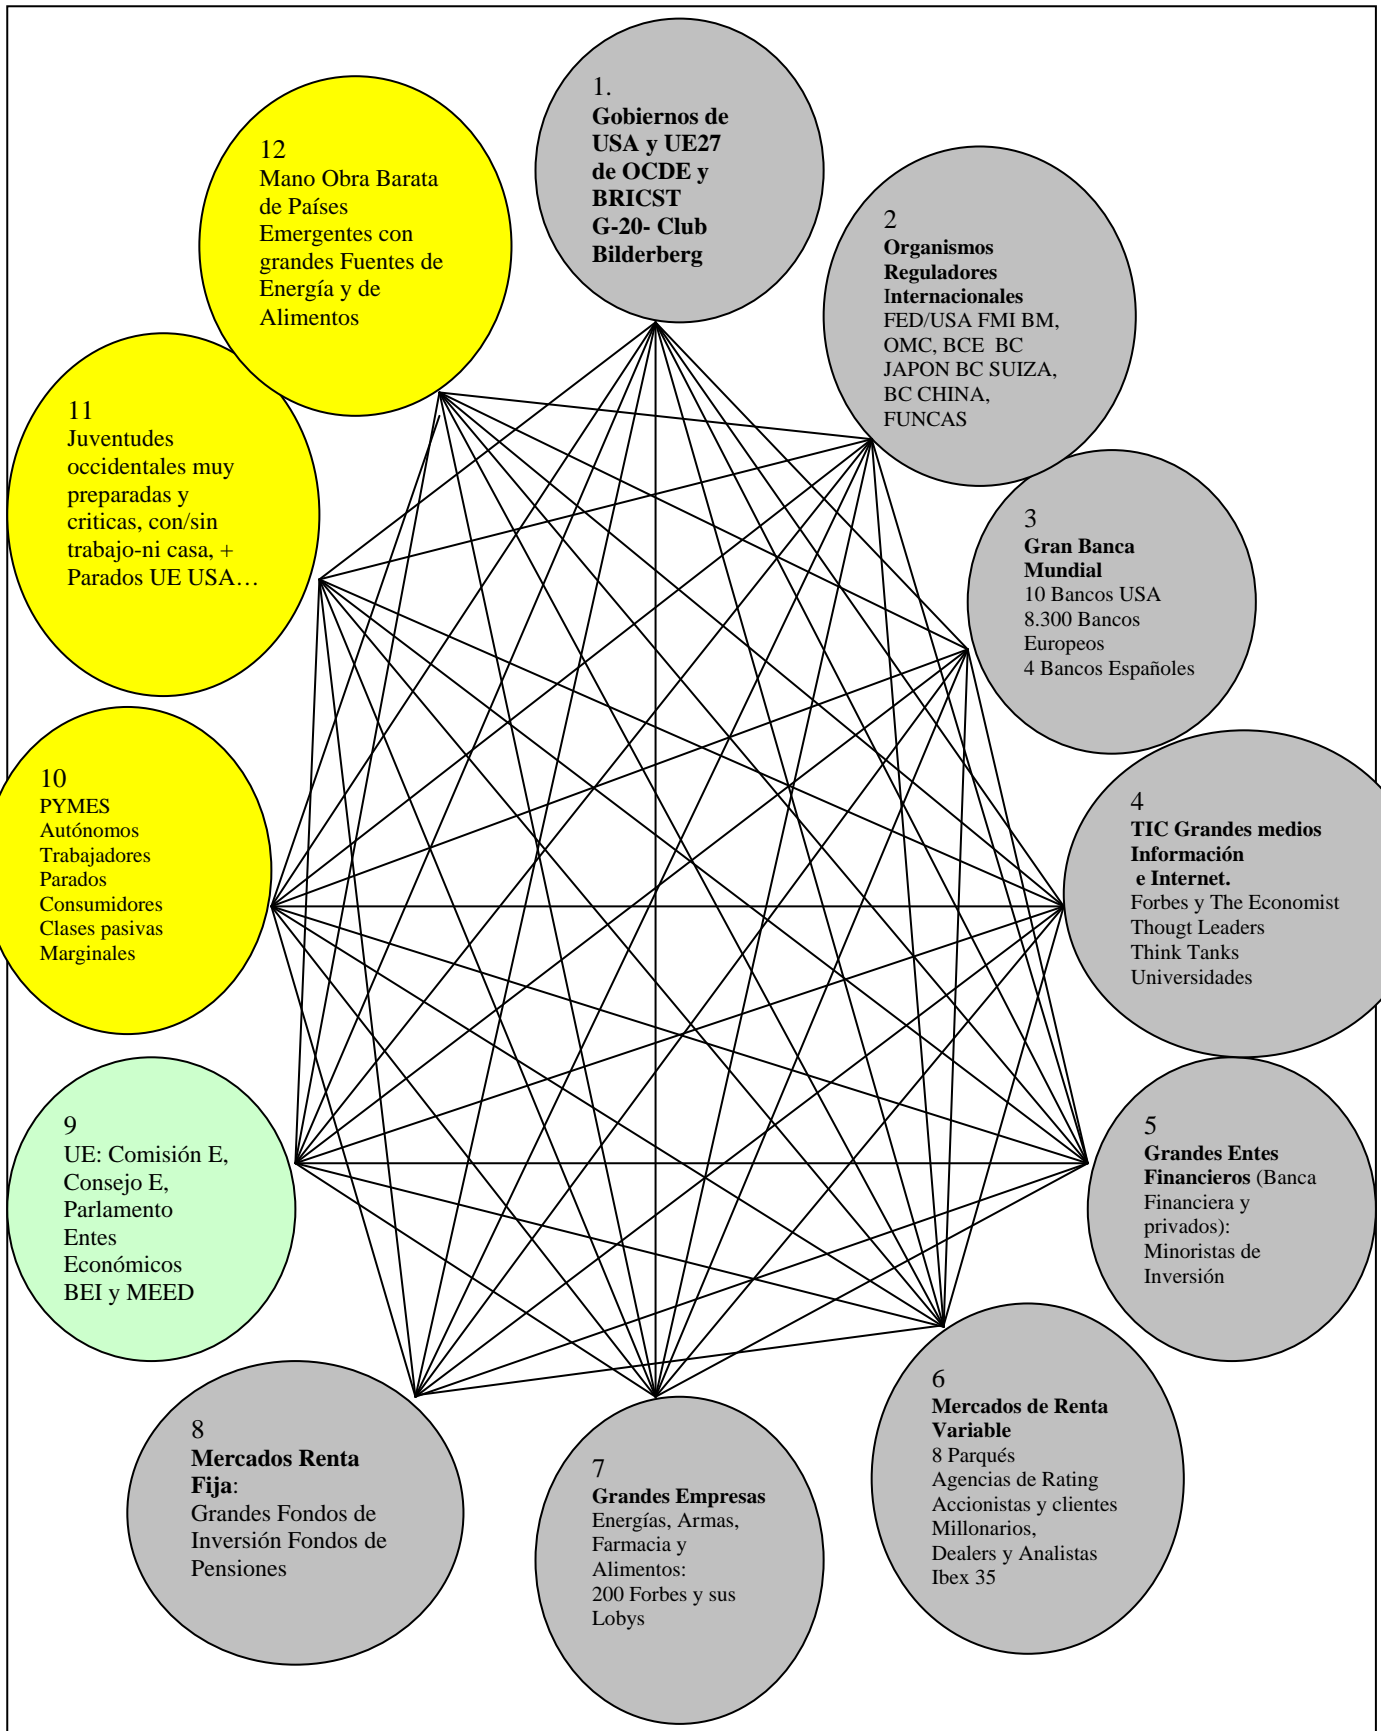 1.
Gobiernos de
USA y UE27
de OCDE y
BRICST
G-20- Club
Bilderberg
2
Organismos
Reguladores
Internacionales
FED/USA FMI BM,
OMC, BCE BC
JAPON BC SUIZA,
BC CHINA,
FUNCAS
3
Gran Banca
Mundial
10 Bancos USA
8.300 Bancos
Europeos
4 Bancos Españoles
4
TIC Grandes medios
Información
e Internet.
Forbes y The Economist
Thougt Leaders
Think Tanks
Universidades
5
Grandes Entes
Financieros (Banca
Financiera y
privados):
Minoristas de
Inversión
6
Mercados de Renta
Variable
8 Parqués
Agencias de Rating
Accionistas y clientes
Millonarios,
Dealers y Analistas
Ibex 35
7
Grandes Empresas
Energías, Armas,
Farmacia y
Alimentos:
200 Forbes y sus
Lobys
8
Mercados Renta
Fija:
Grandes Fondos de
Inversión Fondos de
Pensiones
9
UE: Comisión E,
Consejo E,
Parlamento
Entes
Económicos
BEI y MEED
10
PYMES
Autónomos
Trabajadores
Parados
Consumidores
Clases pasivas
Marginales
11
Juventudes
occidentales muy
preparadas y
criticas, con/sin
trabajo-ni casa, +
Parados UE USA…
12
Mano Obra Barata
de Países
Emergentes con
grandes Fuentes de
Energía y de
Alimentos